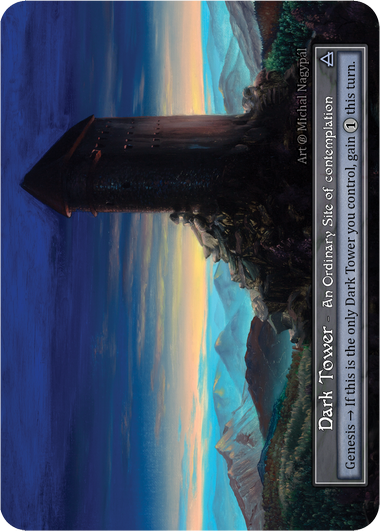 Art @ Michal Nagypál
Dark Tower – An Ordinary Site of contemplation
Genesis → If this is the only Dark Tower you control, gain 1 this turn.